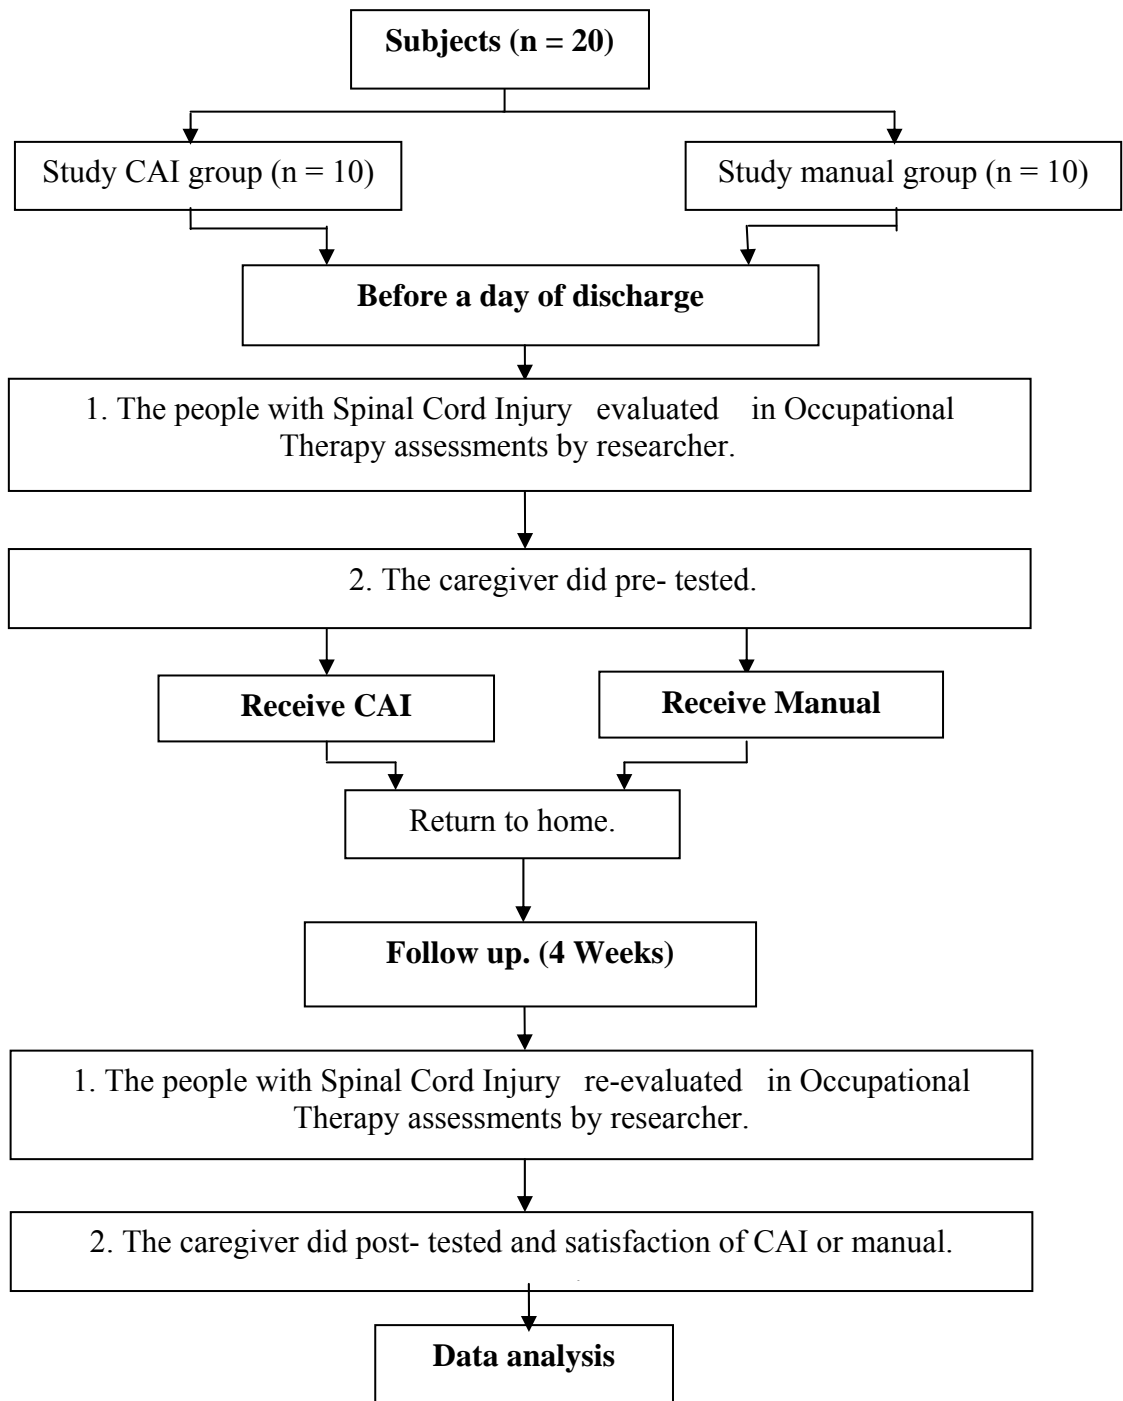 Subjects (n = 20)
Study CAI group (n = 10)
Study manual group (n = 10)
Before a day of discharge
1. The people with Spinal Cord Injury evaluated in Occupational
Therapy assessments by researcher.
2. The caregiver did pre- tested.
Receive CAI
Receive Manual
Return to home.
Follow up. (4 Weeks)
1. The people with Spinal Cord Injury re-evaluated in Occupational
Therapy assessments by researcher.
2. The caregiver did post- tested and satisfaction of CAI or manual.
Data analysis